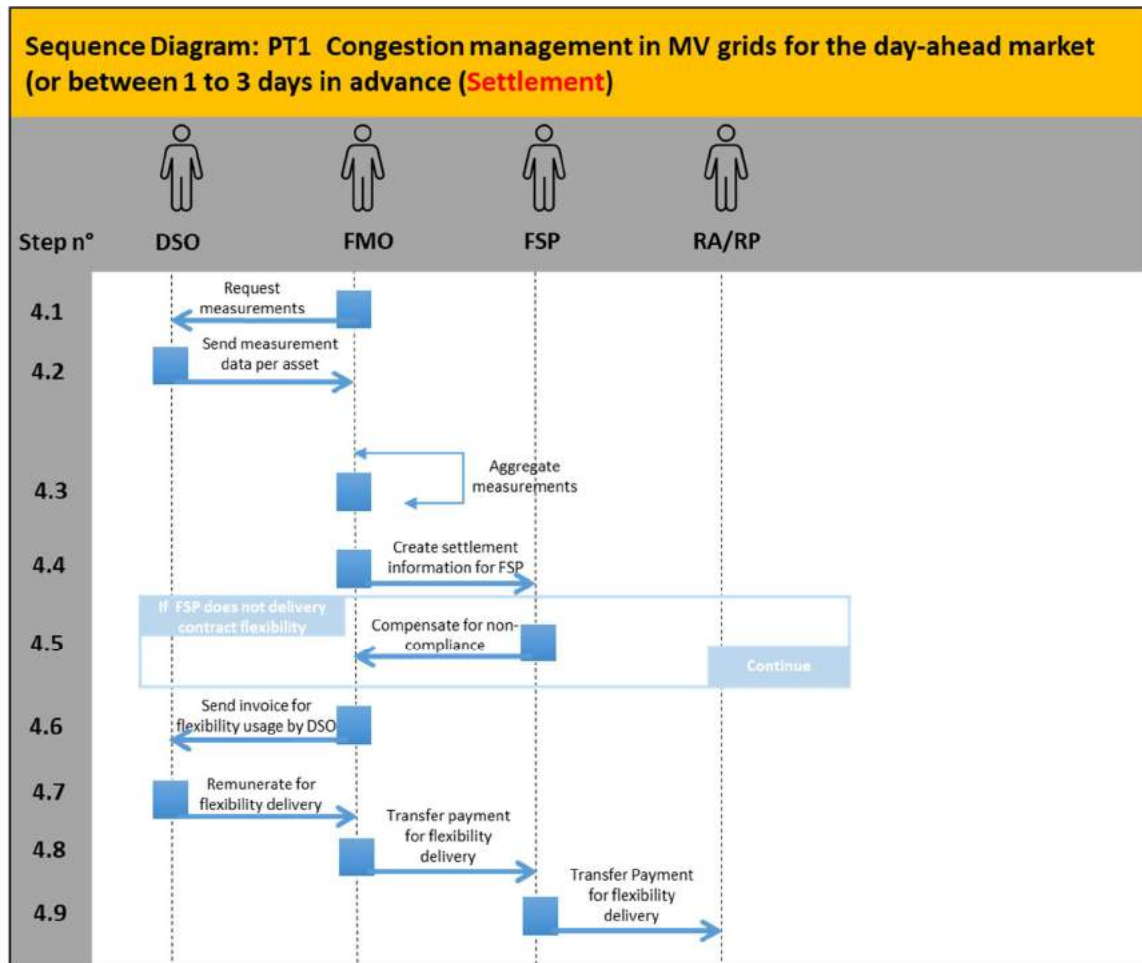 Sequence Diagram: PT1 Congestion management in MV grids for the day-ahead market
(or between 1 to 3 days in advance (Settlement)
Step n°
DSO
FMO
FSP
RA/RP
4.1
Request
measurements
4.2
Send measurement
data per asset
4.3
Aggregate
measurements
4.4
Create settlement
information for FSP
If FSP does not delivery
contract flexibility
4.5
Compensate for non-
compliance
Continue
4.6
Send invoice for
flexibility usage by DSO
4.7
Remunerate for
flexibility delivery
4.8
Transfer payment
for flexibility
delivery
4.9
Transfer Payment
for flexibility
delivery